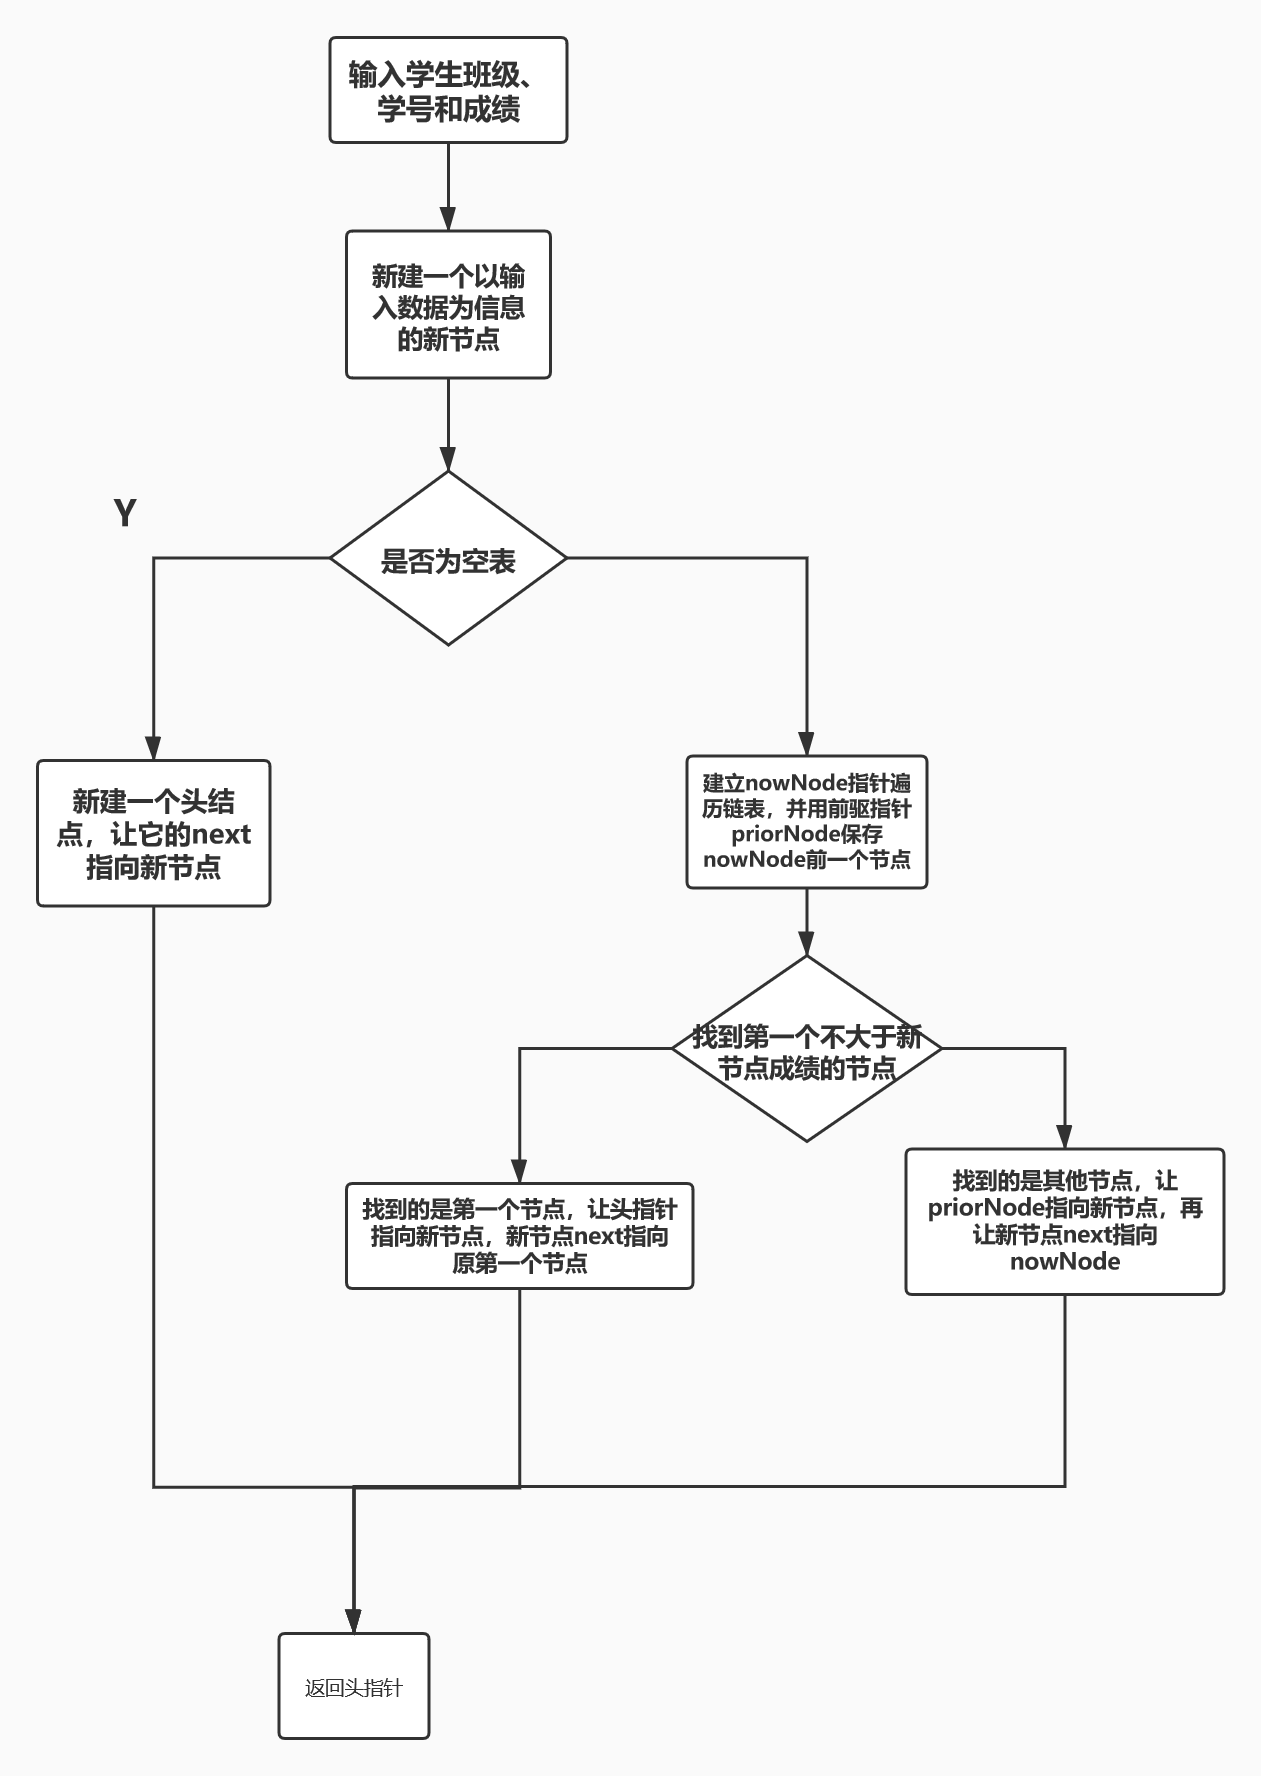 输入学生班级、
学号和成绩
新建一个以输
入数据为信息
的新节点
Y
是否为空表
新建一个头结
点，让它的next
指向新节点
建立nowNode指针遍
历链表，并用前驱指针
priorNode保存
nowNode前一个节点
找到第一个不大于新
节点成绩的节点
找到的是第一个节点，让头指针
指向新节点，新节点next指向
原第一个节点
找到的是其他节点，让
priorNode指向新节点，再
让新节点next指向
nowNode
返回头指针